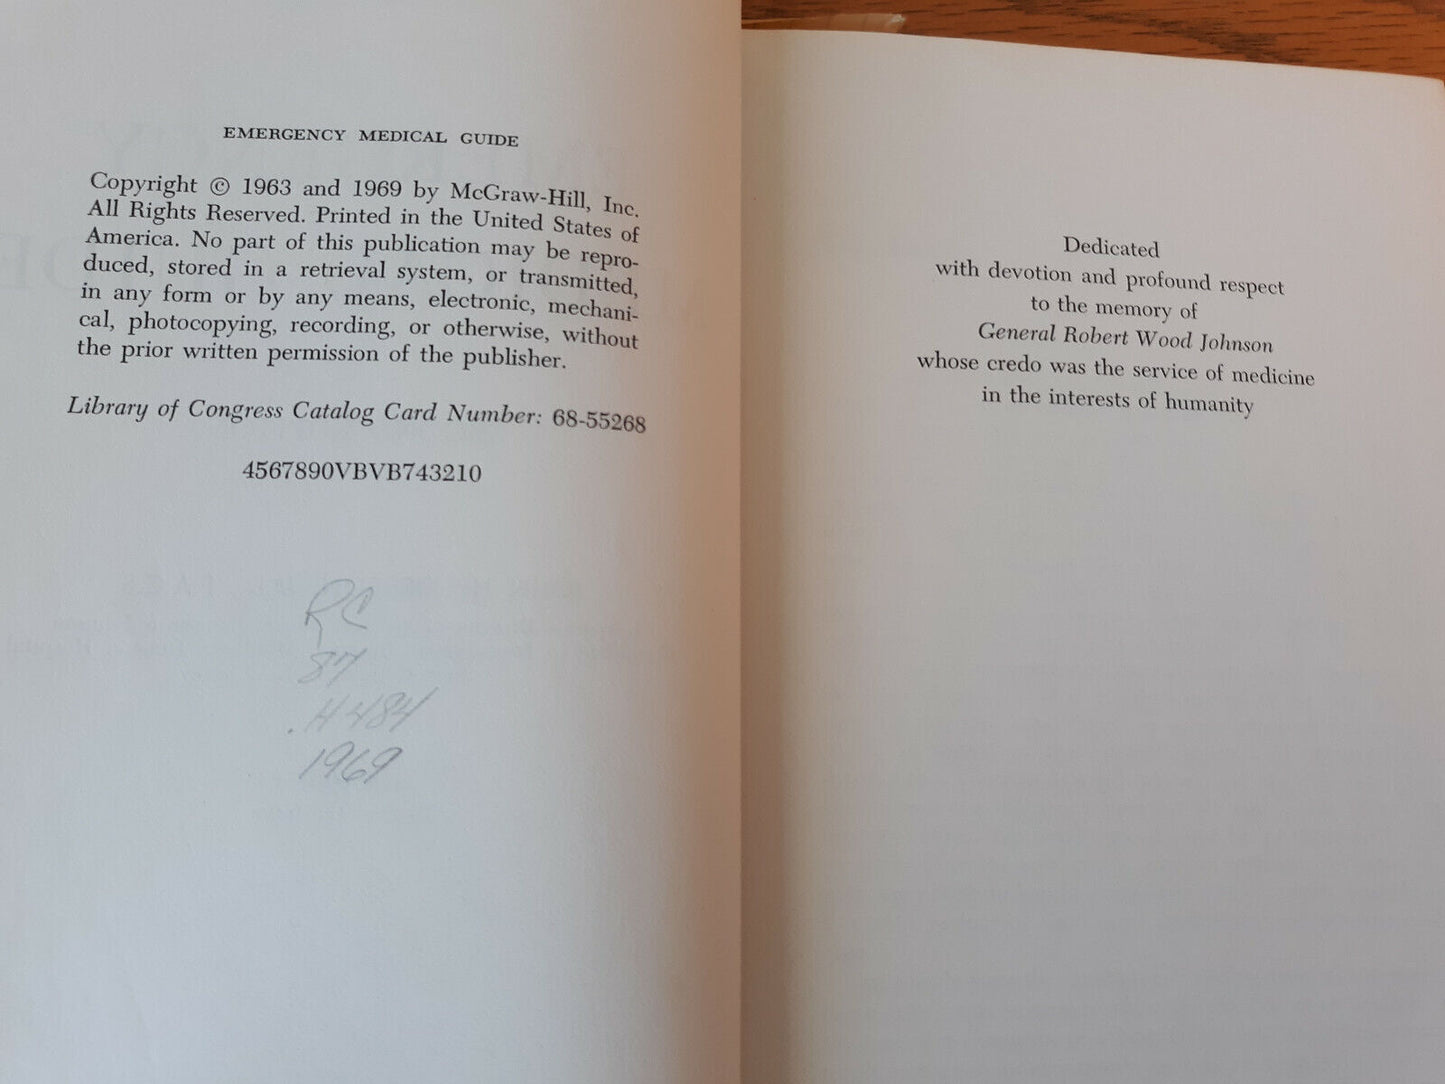 EMERGENCY MEDICAL GUIDE
Copyright © 1963 and 1969 by McGraw-Hill, Inc.
All Rights Reserved. Printed in the United States of
America. No part of this publication may be repro-
duced, stored in a retrieval system, or transmitted,
in any form or by any means, electronic, mechani-
cal, photocopying, recording, or otherwise, without
the prior written permission of the publisher.
Library of Congress Catalog Card Number: 68-55268
4567890VBVB743210
RC
87
.H484
1969
Dedicated
with devotion and profound respect
to the memory of
General Robert Wood Johnson
whose credo was the service of medicine
in the interests of humanity